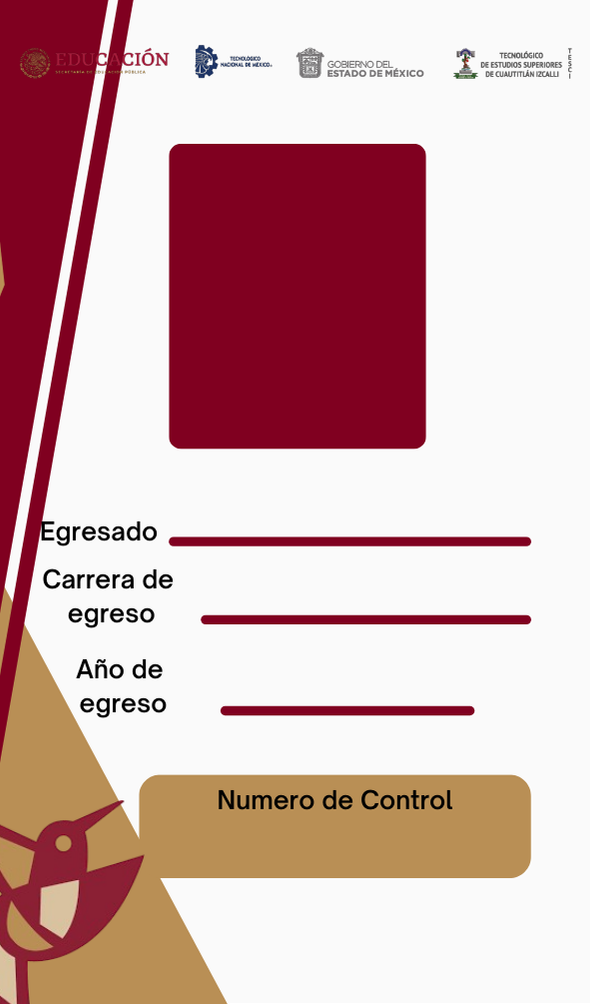 EDUCACIÓN
SECRETARÍA DE EDUCACIÓN PÚBLICA
TECNOLÓGICO
NACIONAL DE MÉXICO
GOBIERNO DEL
ESTADO DE MÉXICO
TECNOLÓGICO
DE ESTUDIOS SUPERIORES
DE CUAUTITLÁN IZCALLI
TESCI
Egresado
Carrera de
egreso
Año de
egreso
Numero de Control